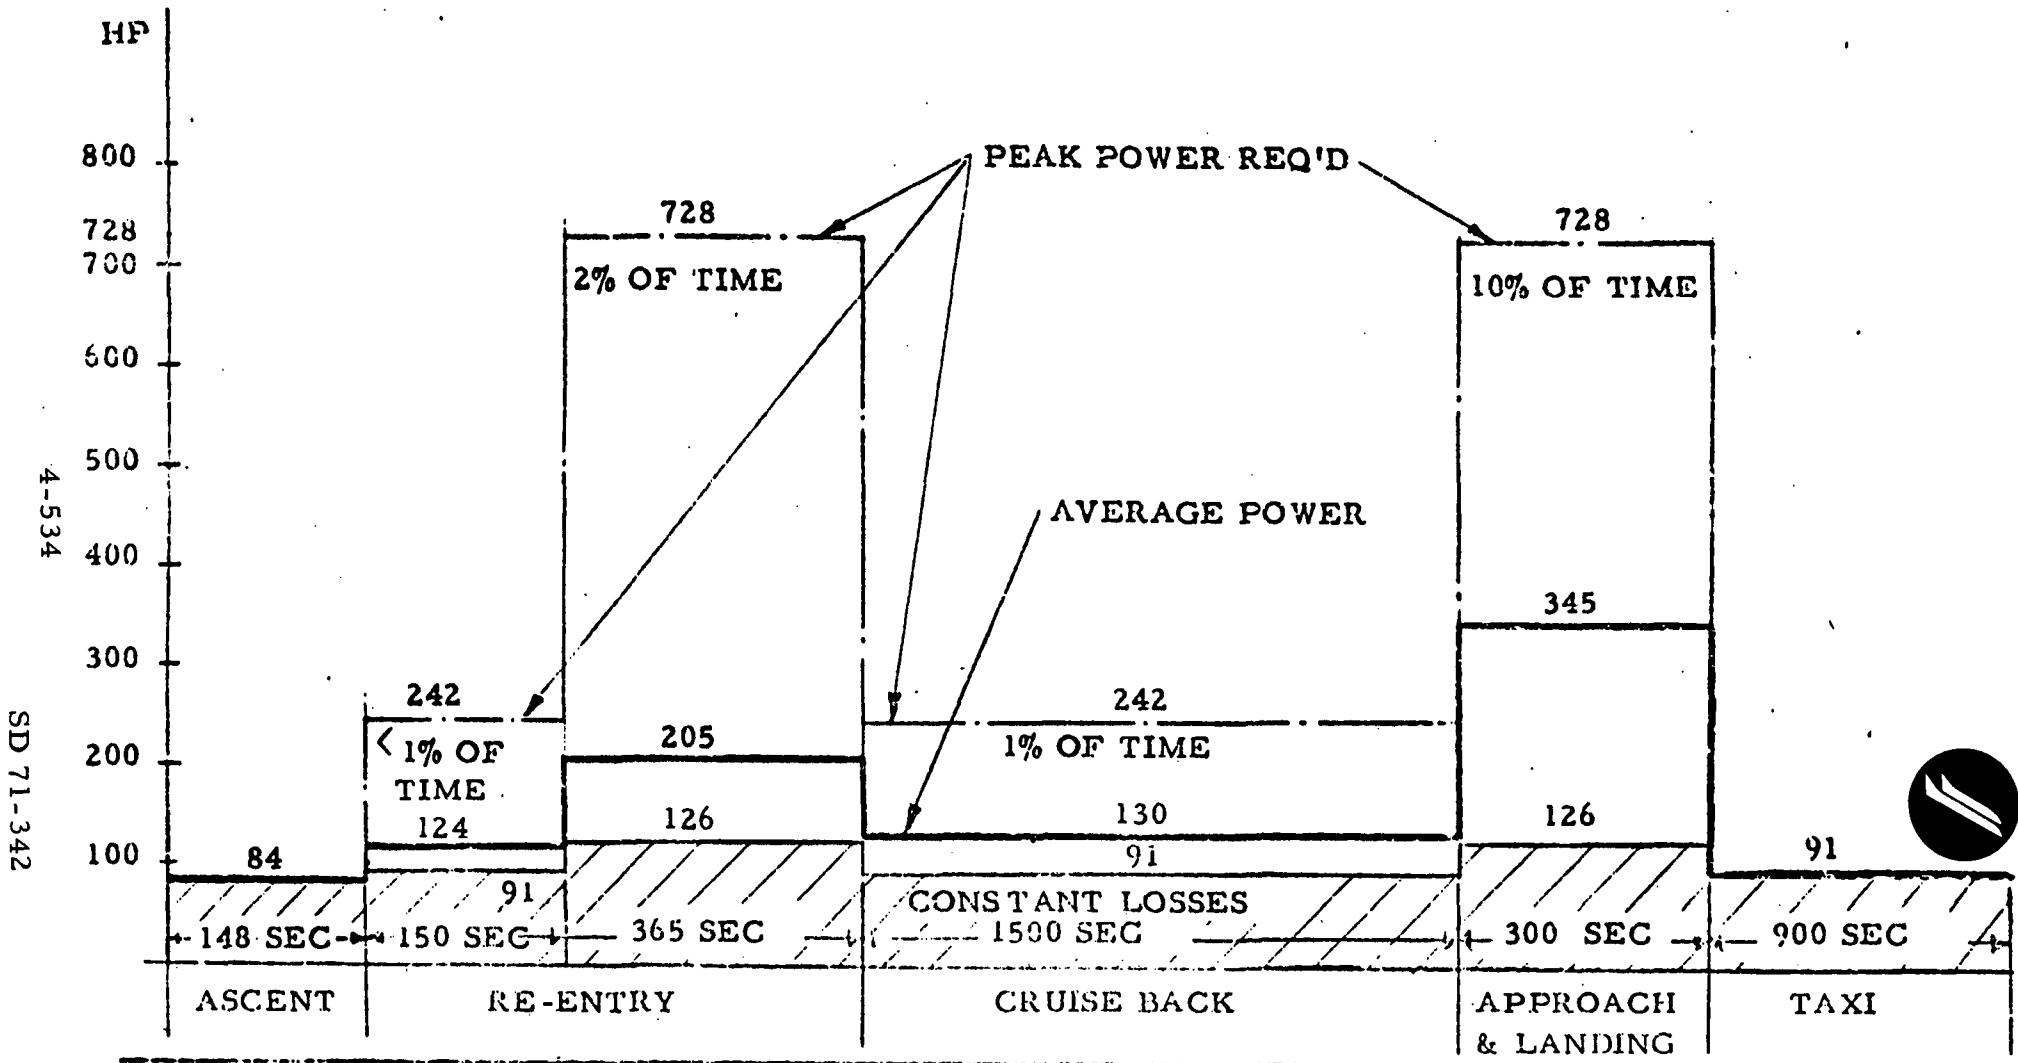 HP
800
728
700
600
500
400
300
200
100
PEAK POWER REQ'D
728
2% OF TIME
728
10% OF TIME
AVERAGE POWER
345
242
< 1% OF
TIME
124
91
205
126
242
1% OF TIME
130
91
CONSTANT LOSSES
126
84
91
148 SEC
150 SEC
365 SEC
1500 SEC
300 SEC
900 SEC
ASCENT
RE-ENTRY
CRUISE BACK
APPROACH
& LANDING
TAXI
4-534
SD 71-342